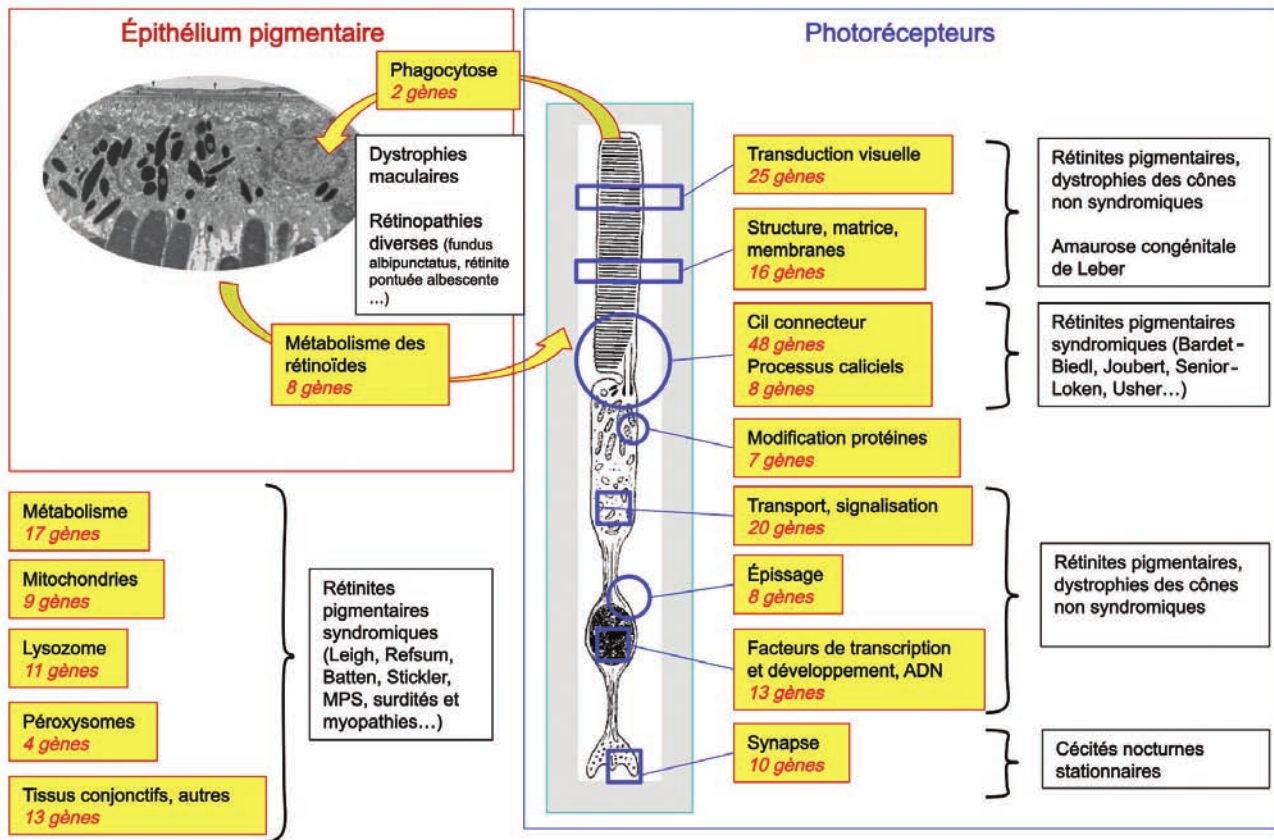 Épithélium pigmentaire
Phagocytose
2 gènes
Dystrophies
maculaires
Rétinopathies
diverses (fundus
albipunctatus, rétinite
ponctuée albescente
…)
Métabolisme des
rétinoïdes
8 gènes
Photorécepteurs
Transduction visuelle
25 gènes
Structure, matrice,
membranes
16 gènes
Rétinites pigmentaires,
dystrophies des cônes
non syndromiques
Amaurose congénitale
de Leber
Cil connecteur
48 gènes
Processus caliciels
8 gènes
Rétinites pigmentaires
syndromiques (Bardet-
Biedl, Joubert, Senior-
Loken, Usher…)
Modification protéines
7 gènes
Transport, signalisation
20 gènes
Épissage
8 gènes
Facteurs de transcription
et développement, ADN
13 gènes
Rétinites pigmentaires,
dystrophies des cônes
non syndromiques
Synapse
10 gènes
Cécités nocturnes
stationnaires
Métabolisme
17 gènes
Mitochondries
9 gènes
Lysozome
11 gènes
Péroxysomes
4 gènes
Tissus conjonctifs, autres
13 gènes
Rétinites
pigmentaires
syndromiques
(Leigh, Refsum,
Batten, Stickler,
MPS, surdités et
myopathies…)